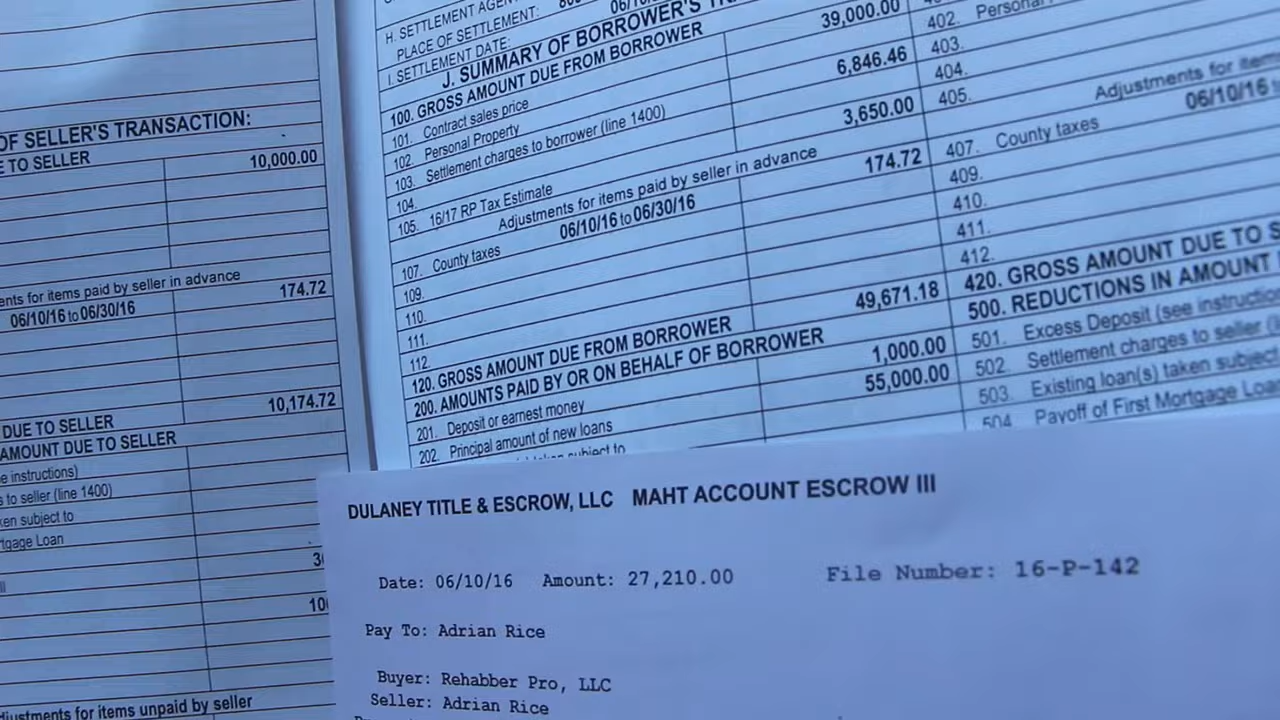 OF SELLER'S TRANSACTION:
E TO SELLER 10,000.00
ents for items paid by seller in advance
06/10/16 to 06/30/16 174.72
DUE TO SELLER 10,174.72
AMOUNT DUE TO SELLER
e instructions)
s to seller (line 1400)
ken subject to
tgage Loan
H. SETTLEMENT AGENT
PLACE OF SETTLEMENT:
I. SETTLEMENT DATE:
J. SUMMARY OF BORROWER'S
100. GROSS AMOUNT DUE FROM BORROWER
101. Contract sales price 39,000.00
102. Personal Property
103. Settlement charges to borrower (line 1400) 6,846.46
104.
105. 16/17 RP Tax Estimate 3,650.00
Adjustments for items paid by seller in advance
107. County taxes 06/10/16 to 06/30/16 174.72
109.
110.
111.
112.
120. GROSS AMOUNT DUE FROM BORROWER 49,671.18
200. AMOUNTS PAID BY OR ON BEHALF OF BORROWER
201. Deposit or earnest money 1,000.00
202. Principal amount of new loans 55,000.00
subject to
402. Personal
403.
404.
405.
Adjustments for items
407. County taxes 06/10/16
409.
410.
411.
412.
420. GROSS AMOUNT DUE TO S
500. REDUCTIONS IN AMOUNT
501. Excess Deposit (see instructio
502. Settlement charges to seller (
503. Existing loan(s) taken subject
504 Payoff of First Mortgage Loa
DULANEY TITLE & ESCROW, LLC MAHT ACCOUNT ESCROW III
Date: 06/10/16 Amount: 27,210.00 File Number: 16-P-142
Pay To: Adrian Rice
Buyer: Rehabber Pro, LLC
Seller: Adrian Rice
djustments for items unpaid by seller